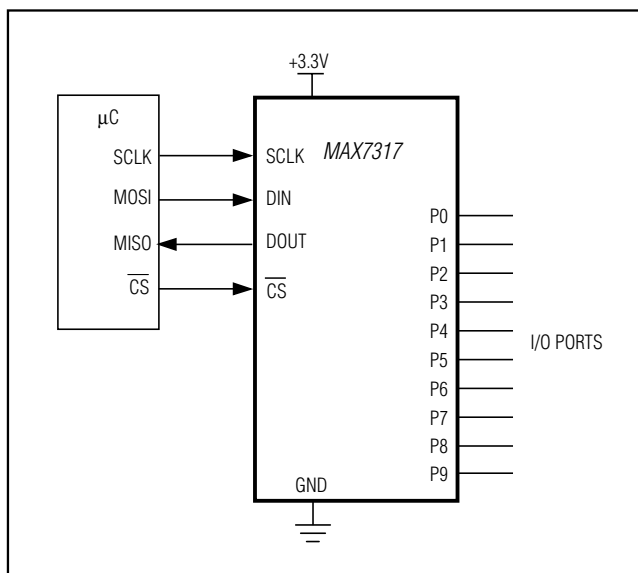 +3.3V
μC
SCLK
MOSI
MISO
CS
MAX7317
SCLK
DIN
DOUT
CS
P0
P1
P2
P3
P4
P5
P6
P7
P8
P9
I/O PORTS
GND